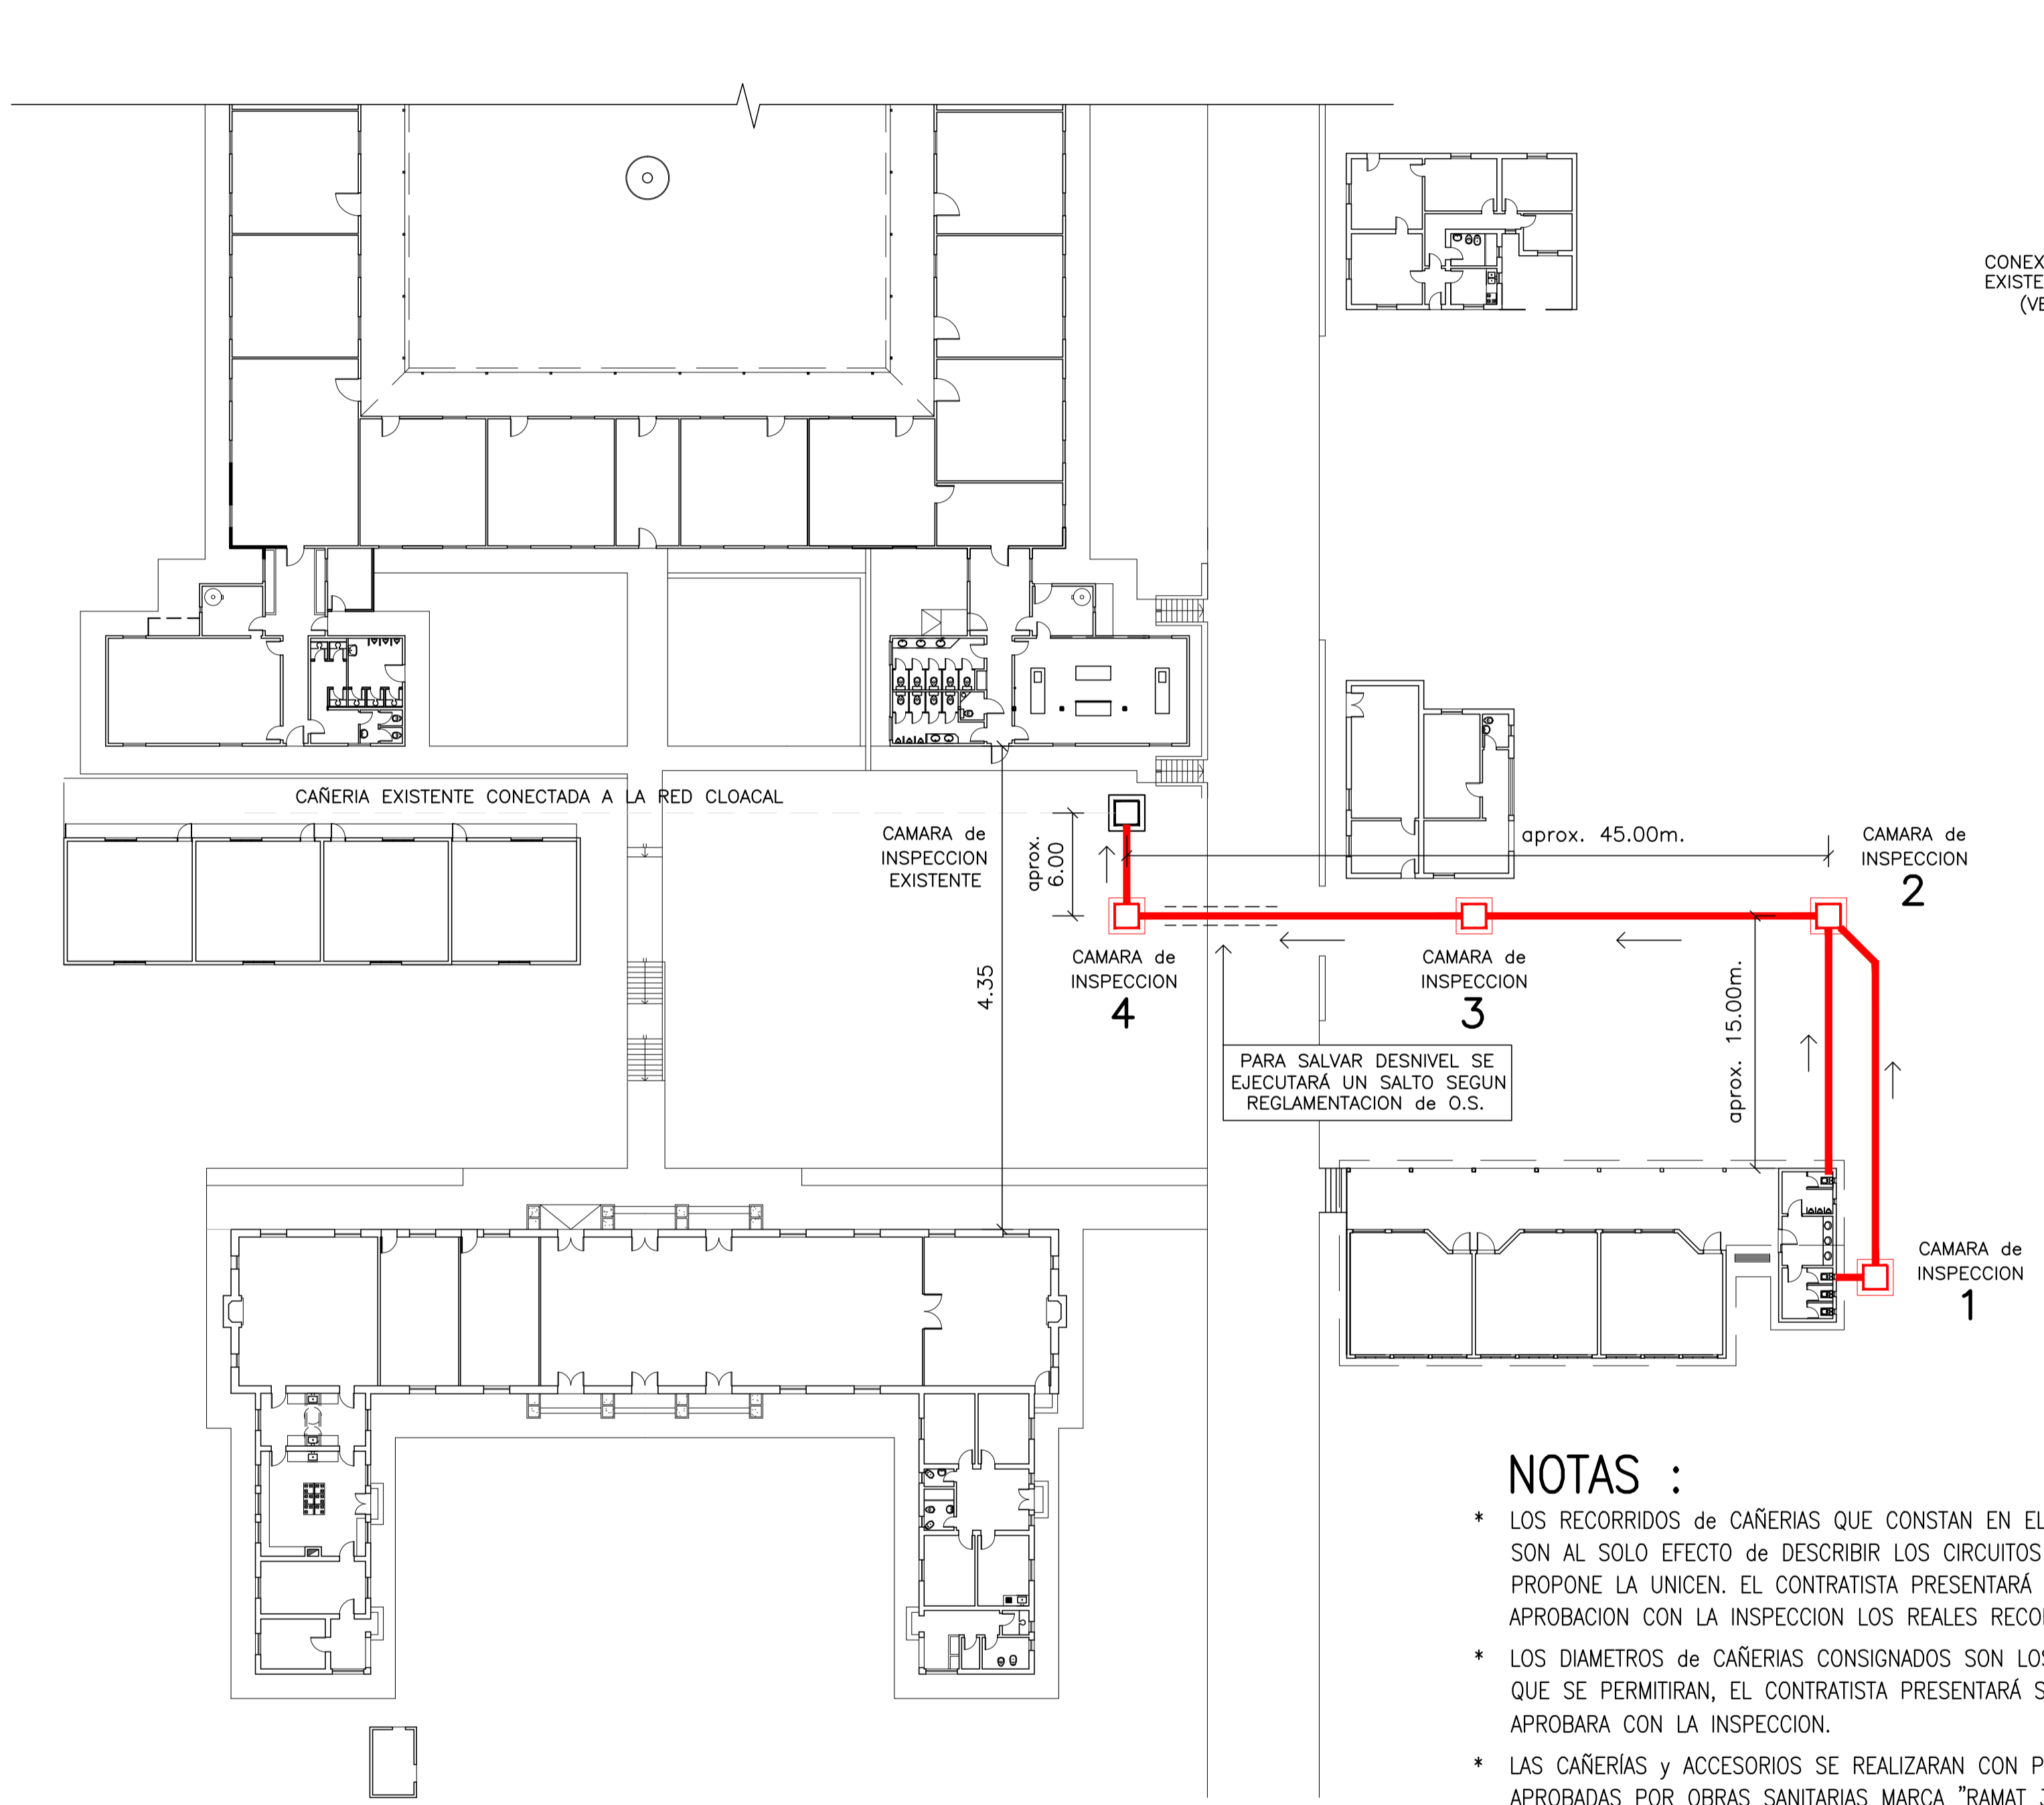 CONEX
EXISTE
(VE
CAÑERIA EXISTENTE CONECTADA A LA RED CLOACAL
CAMARA de
INSPECCION
EXISTENTE
aprox.
6.00
aprox. 45.00m.
CAMARA de
INSPECCION
2
CAMARA de
INSPECCION
4
CAMARA de
INSPECCION
3
4.35
aprox. 15.00m.
PARA SALVAR DESNIVEL SE
EJECUTARÁ UN SALTO SEGUN
REGLAMENTACION de O.S.
CAMARA de
INSPECCION
1
NOTAS :
* LOS RECORRIDOS de CAÑERIAS QUE CONSTAN EN EL
SON AL SOLO EFECTO de DESCRIBIR LOS CIRCUITOS
PROPONE LA UNICEN. EL CONTRATISTA PRESENTARÁ
APROBACION CON LA INSPECCION LOS REALES RECO
* LOS DIAMETROS de CAÑERIAS CONSIGNADOS SON LOS
QUE SE PERMITIRAN, EL CONTRATISTA PRESENTARÁ S
APROBARA CON LA INSPECCION.
* LAS CAÑERÍAS y ACCESORIOS SE REALIZARAN CON P
APROBADAS POR OBRAS SANITARIAS MARCA "RAMAT